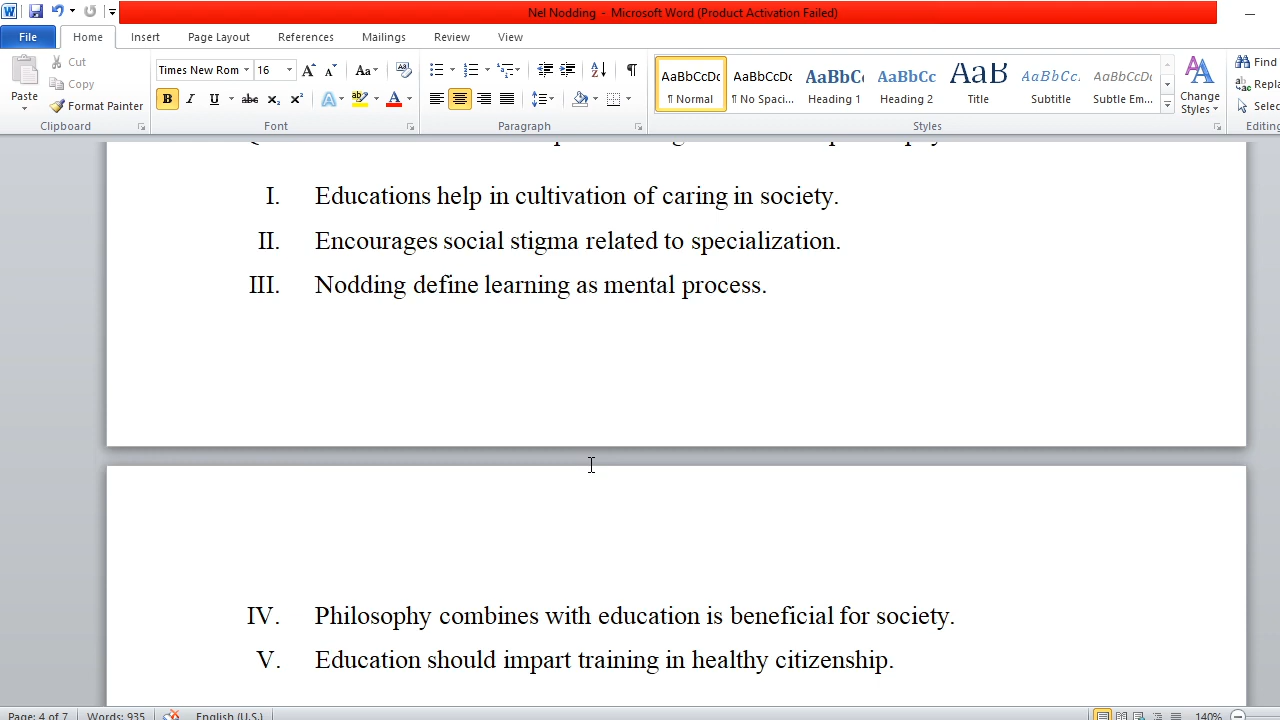 Nel Nodding - Microsoft Word (Product Activation Failed)
File Home Insert Page Layout References Mailings Review View
Paste
Cut
Copy
Format Painter
Clipboard
Times New Rom 16
Font
Paragraph
AaBbCcDc AaBbCcDc AaBbC AaBbCc AaB AaBbCc. AaBbCcDc
¶ Normal ¶ No Spaci... Heading 1 Heading 2 Title Subtitle Subtle Em...
Change Styles
Styles
Find
Editing
I. Educations help in cultivation of caring in society.
II. Encourages social stigma related to specialization.
III. Nodding define learning as mental process.
IV. Philosophy combines with education is beneficial for society.
V. Education should impart training in healthy citizenship.
Page: 4 of 7 Words: 935 English (U.S.) 140%